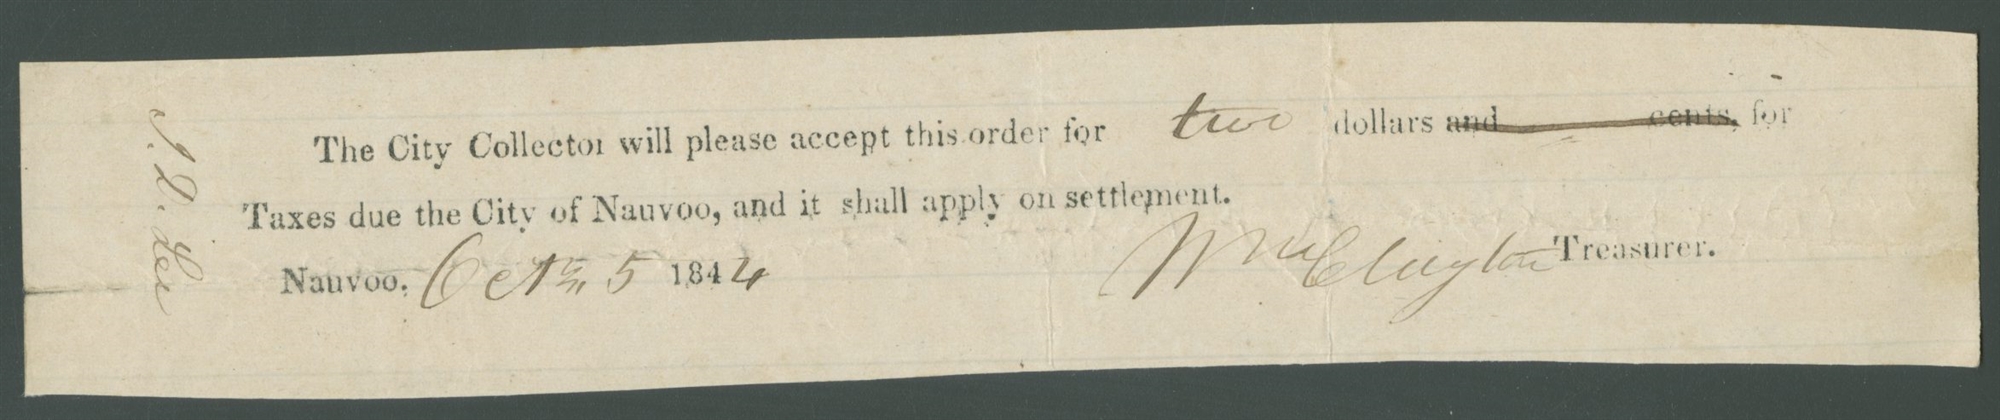 The City Collector will please accept this order for two dollars and cents, for
Taxes due the City of Nauvoo, and it shall apply on settlement.
Nauvoo, Octr. 5 1844 Wm Clayton Treasurer.
J. D. Lee